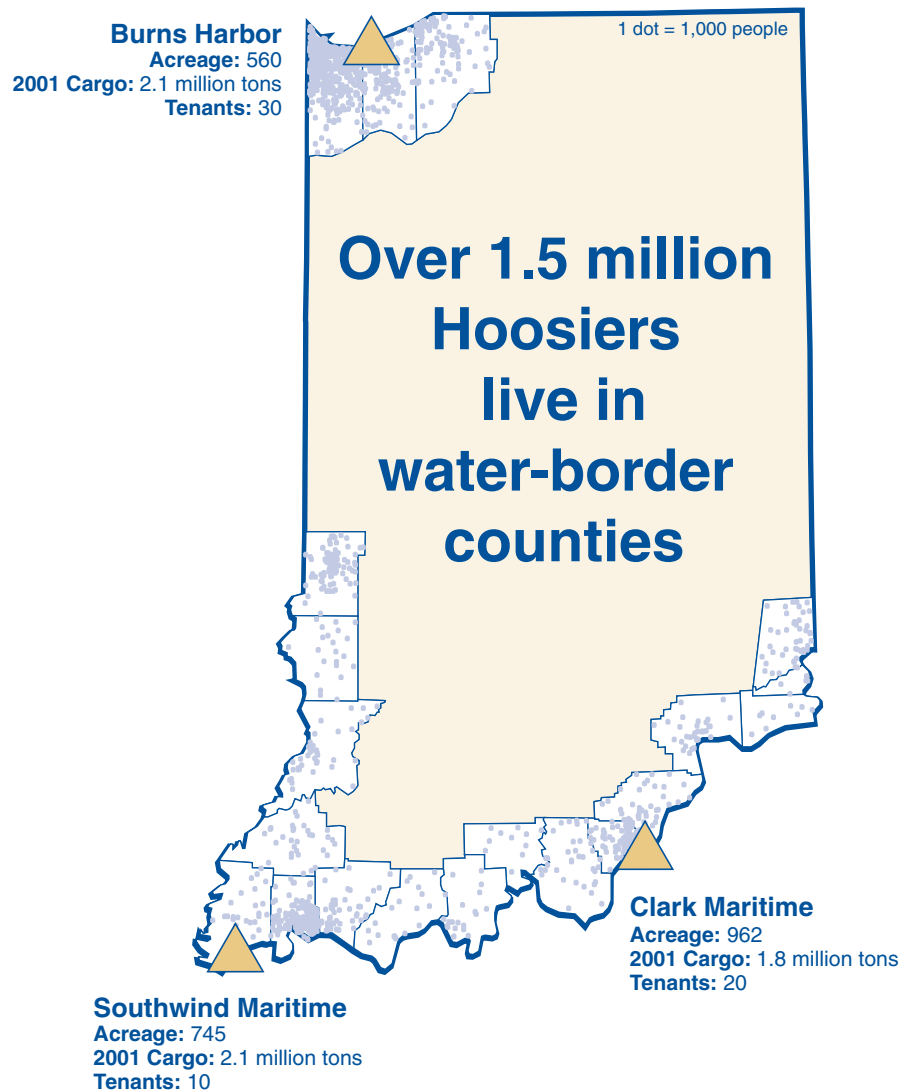 Burns Harbor
Acreage: 560
2001 Cargo: 2.1 million tons
Tenants: 30
1 dot = 1,000 people
Over 1.5 million
Hoosiers
live in
water-border
counties
Clark Maritime
Acreage: 962
2001 Cargo: 1.8 million tons
Tenants: 20
Southwind Maritime
Acreage: 745
2001 Cargo: 2.1 million tons
Tenants: 10